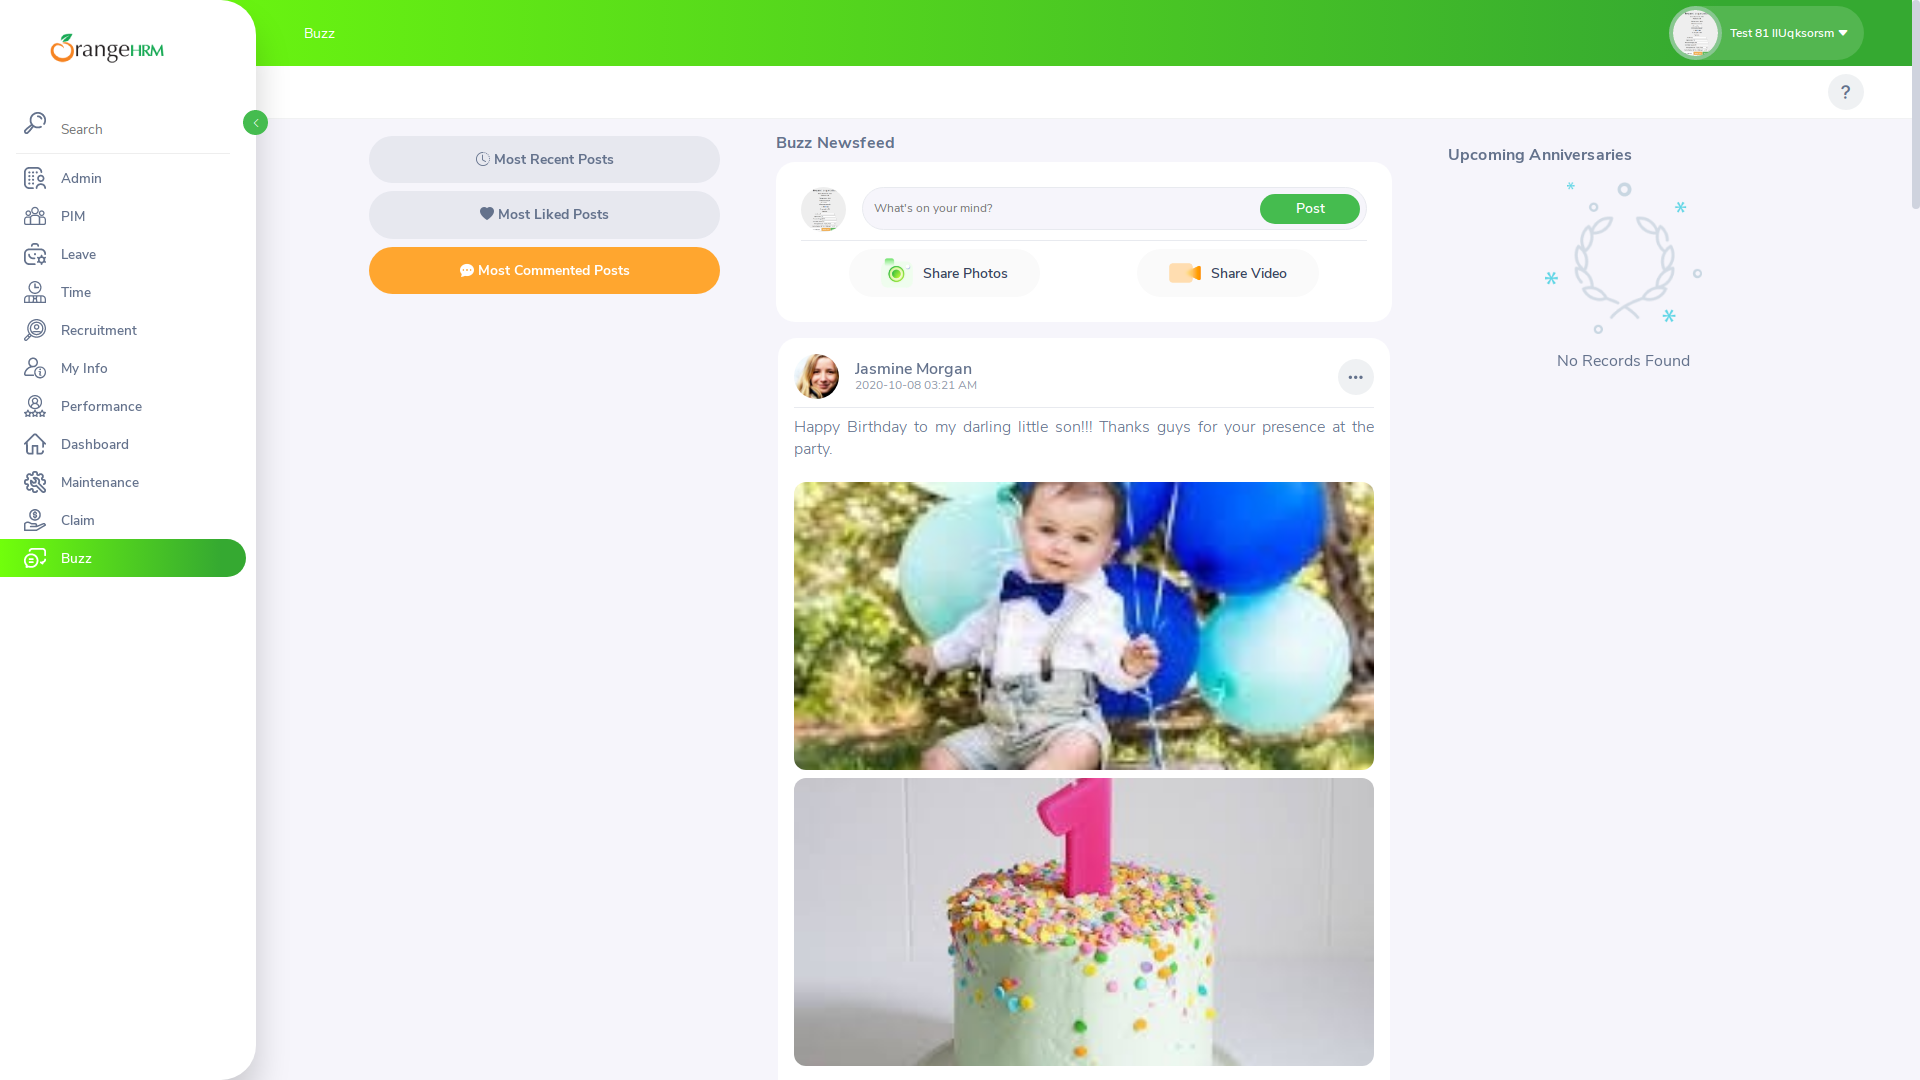 OrangeHRM
Buzz
Test 81 llUqksorsm
?
Search
Admin
PIM
Leave
Time
Recruitment
My Info
Performance
Dashboard
Maintenance
Claim
Buzz
Most Recent Posts
Most Liked Posts
Most Commented Posts
Buzz Newsfeed
What's on your mind?
Post
Share Photos
Share Video
Jasmine Morgan
2020-10-08 03:21 AM
Happy Birthday to my darling little son!!! Thanks guys for your presence at the
party.
1
Upcoming Anniversaries
No Records Found